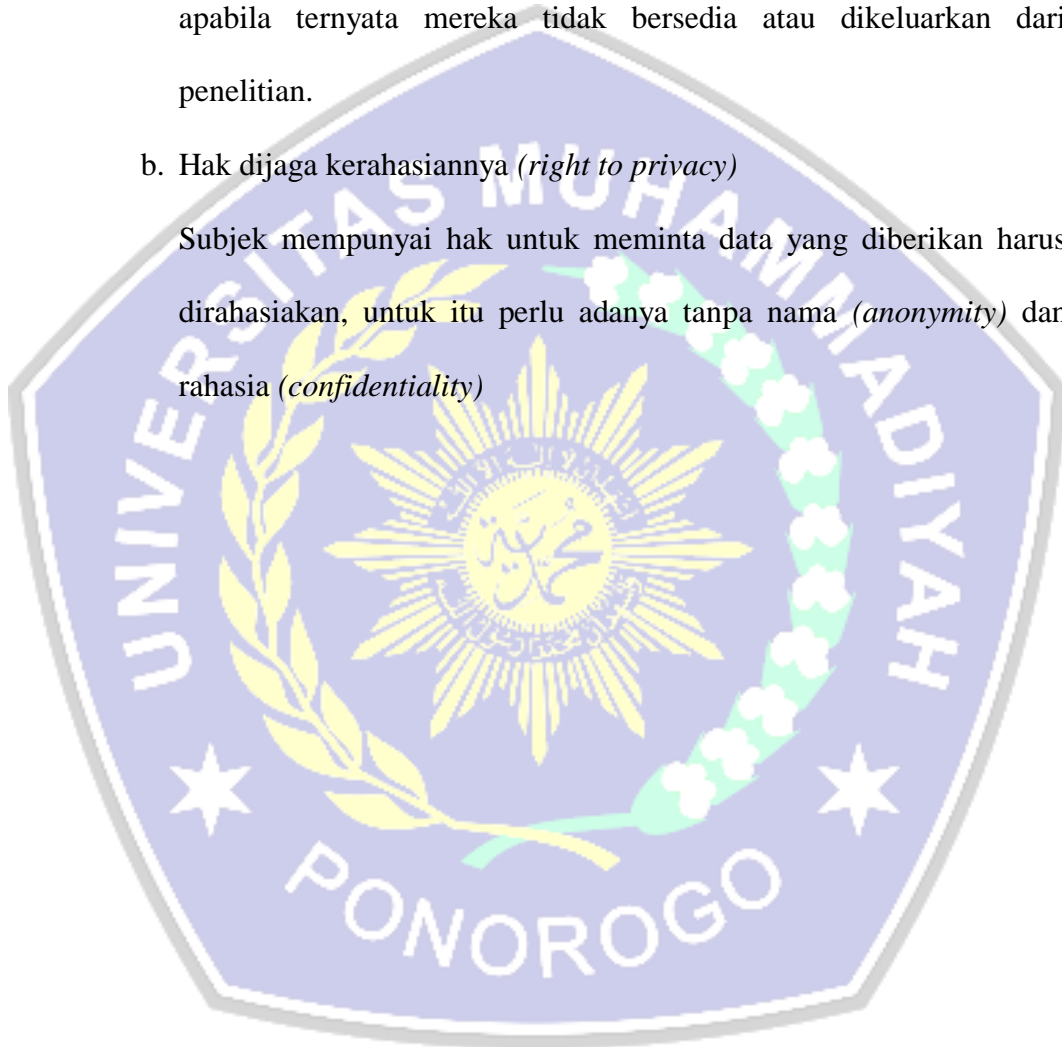 apabila ternyata mereka tidak bersedia atau dikeluarkan dari
penelitian.
b. Hak dijaga kerahasiannya (right to privacy)
Subjek mempunyai hak untuk meminta data yang diberikan harus
dirahasiakan, untuk itu perlu adanya tanpa nama (anonymity) dan
rahasia (confidentiality)
UNIVERSITAS MUHAMMADIYAH
PONOROGO